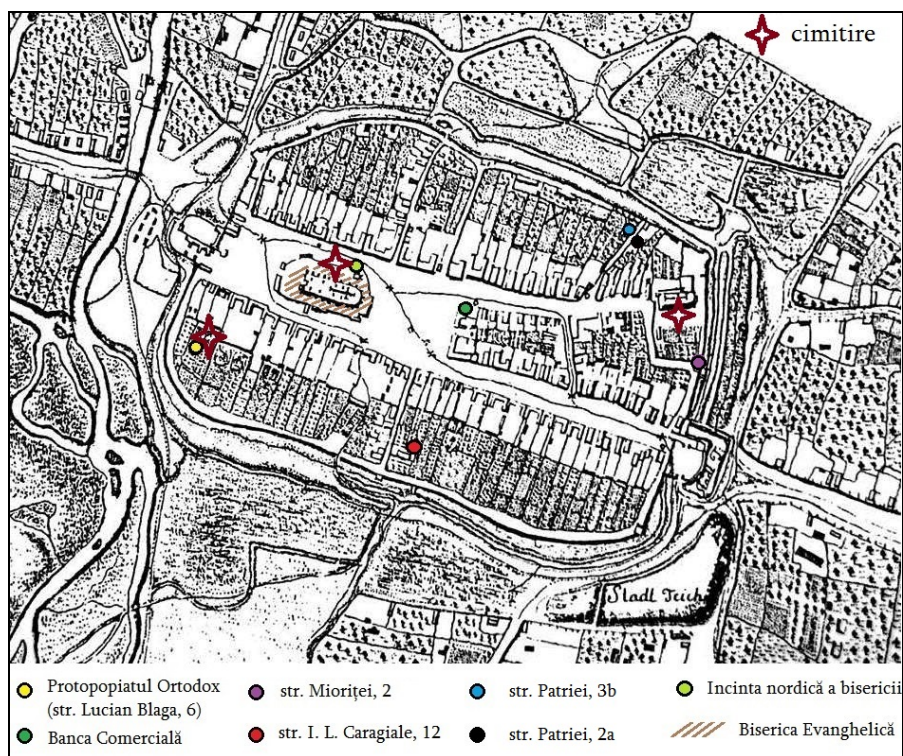 cimitire
Stadt Teich
Protopopiatul Ortodox
(str. Lucian Blaga, 6)
Banca Comercială
str. Mioriței, 2
str. I. L. Caragiale, 12
str. Patriei, 3b
str. Patriei, 2a
Incinta nordică a bisericii
Biserica Evanghelică